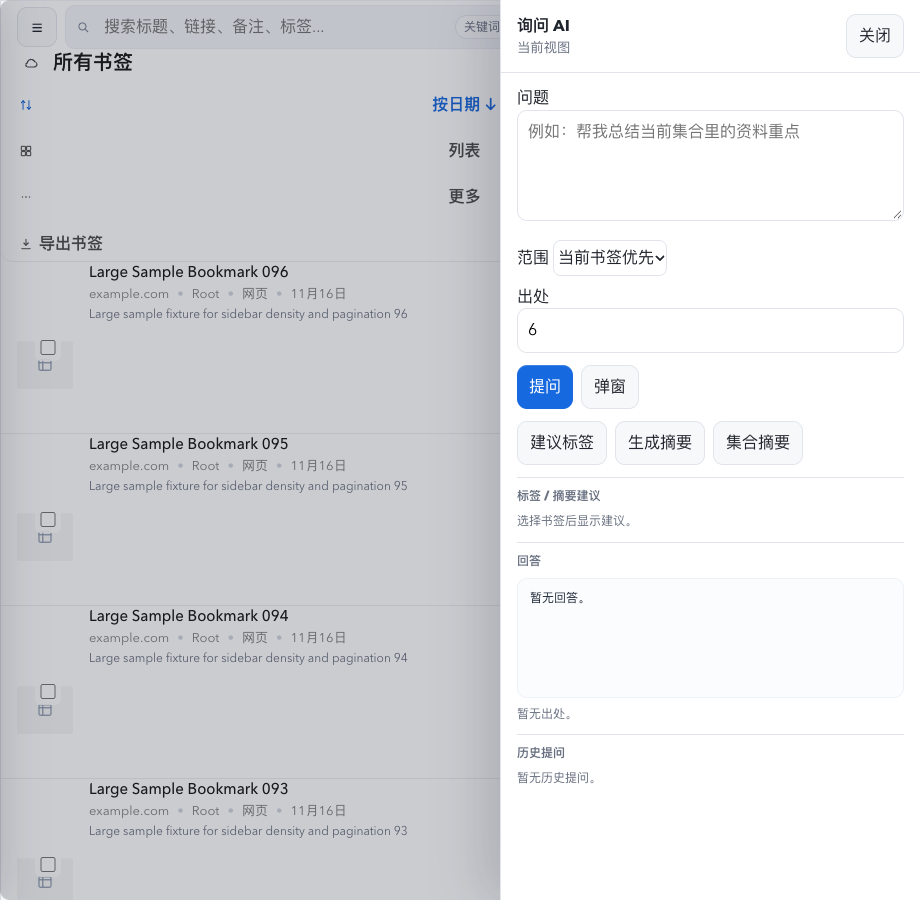 搜索标题、链接、备注、标签...
关键词
所有书签
按日期
列表
...
更多
导出书签
Large Sample Bookmark 096
example.com • Root • 网页 • 11月16日
Large sample fixture for sidebar density and pagination 96
Large Sample Bookmark 095
example.com • Root • 网页 • 11月16日
Large sample fixture for sidebar density and pagination 95
Large Sample Bookmark 094
example.com • Root • 网页 • 11月16日
Large sample fixture for sidebar density and pagination 94
Large Sample Bookmark 093
example.com • Root • 网页 • 11月16日
Large sample fixture for sidebar density and pagination 93
询问 AI
当前视图
关闭
问题
例如：帮我总结当前集合里的资料重点
范围 当前书签优先
出处
6
提问 弹窗
建议标签 生成摘要 集合摘要
标签 / 摘要建议
选择书签后显示建议。
回答
暂无回答。
暂无出处。
历史提问
暂无历史提问。